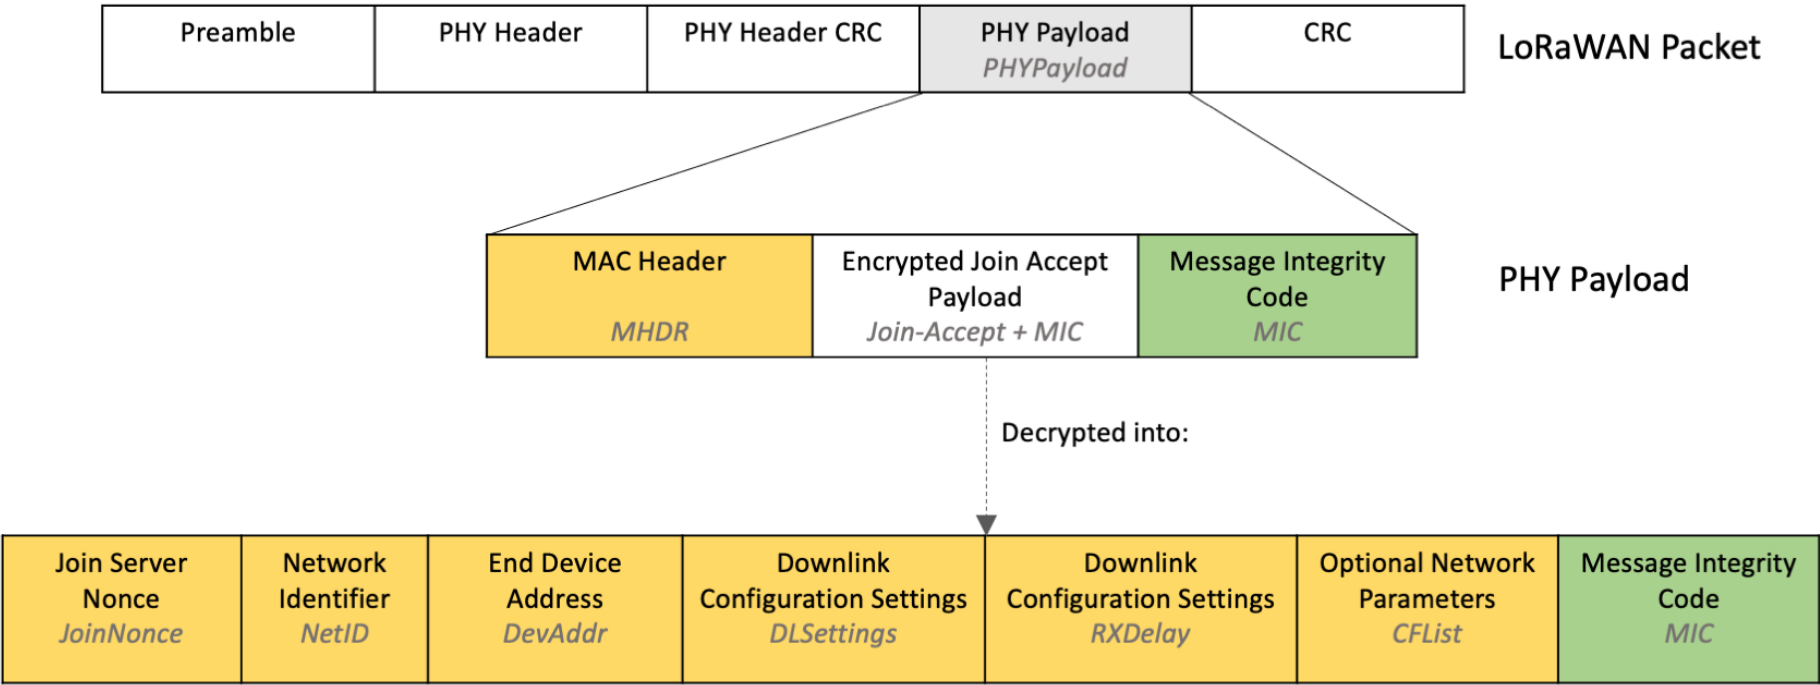 Preamble
PHY Header
PHY Header CRC
PHY Payload
PHYPayload
CRC
LoRaWAN Packet
MAC Header
MHDR
Encrypted Join Accept
Payload
Join-Accept + MIC
Message Integrity
Code
MIC
PHY Payload
Decrypted into:
Join Server
Nonce
JoinNonce
Network
Identifier
NetID
End Device
Address
DevAddr
Downlink
Configuration Settings
DLSettings
Downlink
Configuration Settings
RXDelay
Optional Network
Parameters
CFList
Message Integrity
Code
MIC